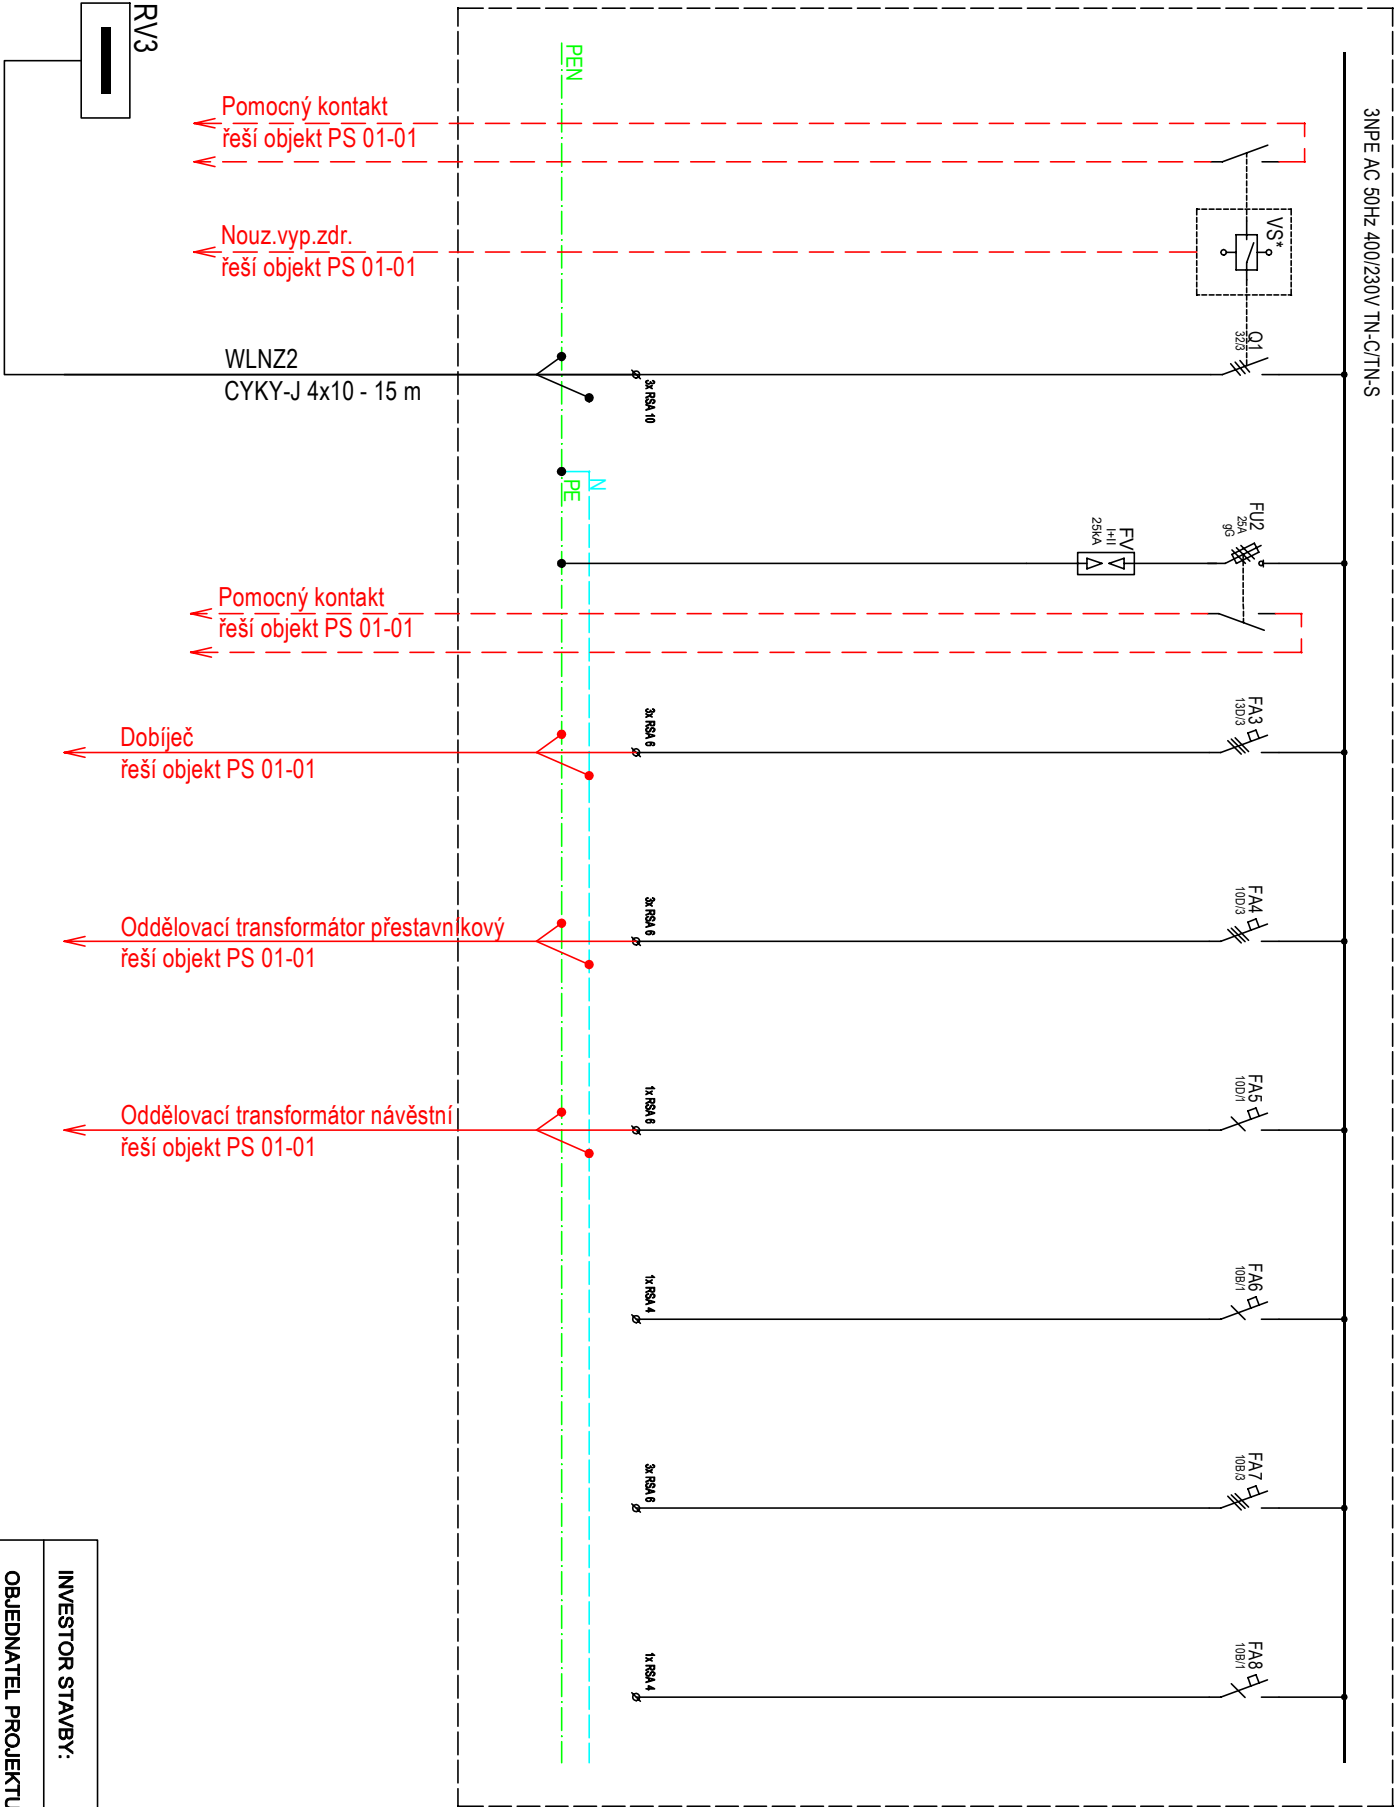 RV3
3NPE AC 50Hz 400/230V TN-C/TN-S
PEN
Pomocný kontakt
řeší objekt PS 01-01
VS*
Nouz.vyp.zdr.
řeší objekt PS 01-01
Q1
32/3
WLNZ2
CYKY-J 4x10 - 15 m
3x RSA 10
N
PE
FU2
25A
gG
FV
I+II
25kA
Pomocný kontakt
řeší objekt PS 01-01
FA3
13D/3
3x RSA 6
Dobíječ
řeší objekt PS 01-01
FA4
10D/3
3x RSA 6
Oddělovací transformátor přestavníkový
řeší objekt PS 01-01
FA5
10D/1
1x RSA 6
Oddělovací transformátor návěstní
řeší objekt PS 01-01
FA6
10B/1
1x RSA 4
FA7
10B/3
3x RSA 6
FA8
10B/1
1x RSA 4
INVESTOR STAVBY:
OBJEDNATEL PROJEKTU